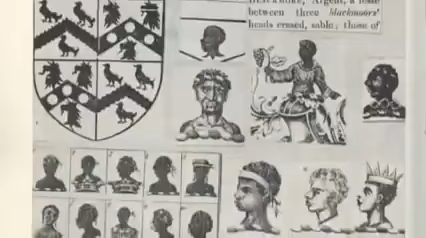 Argent, a fesse
between three blackmoors'
heads erased, sable; those of